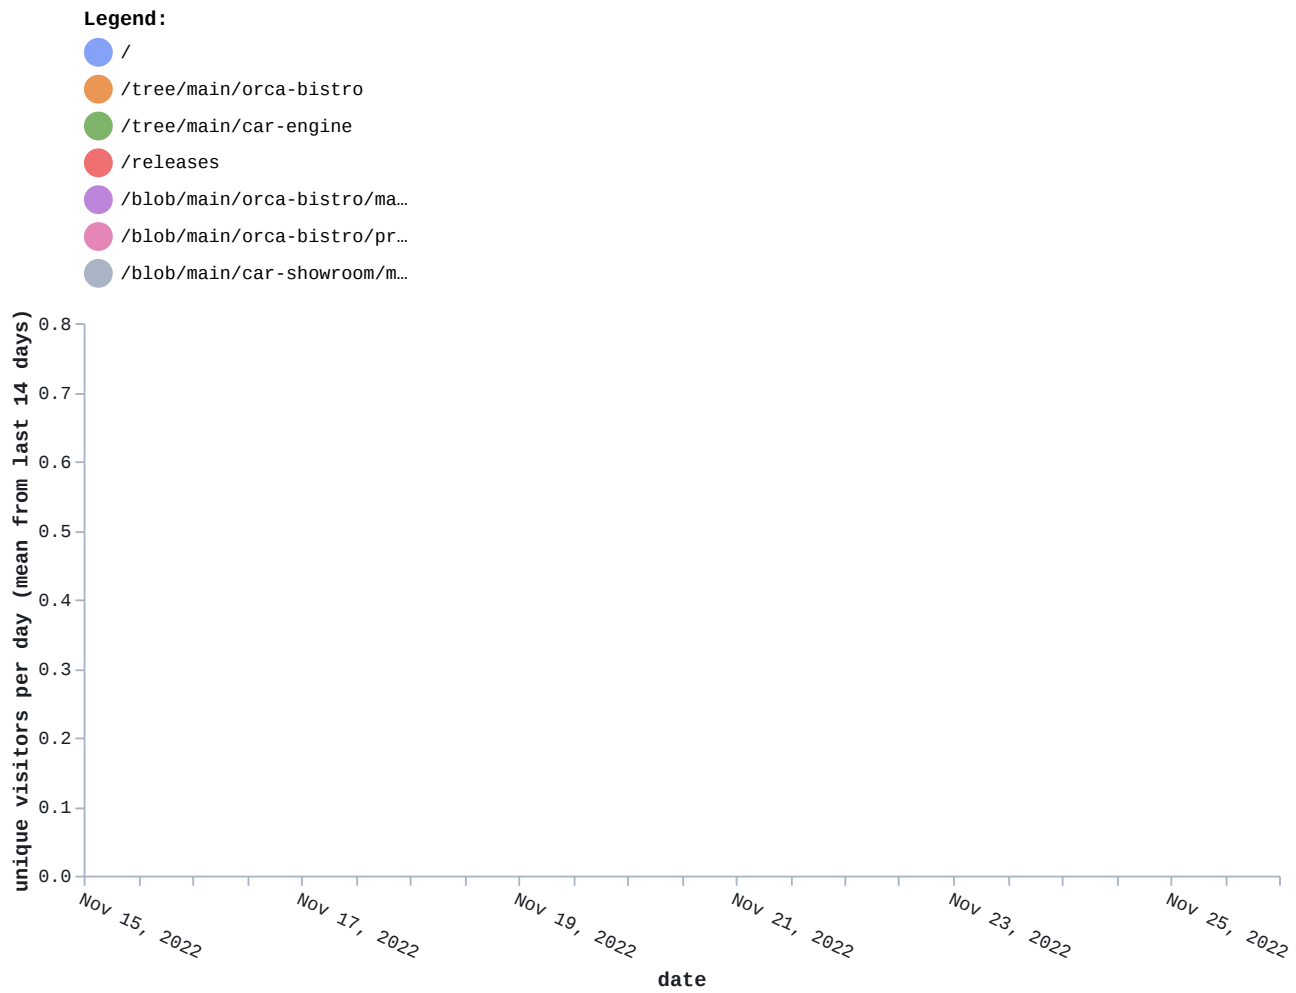 Legend:
/
/tree/main/orca-bistro
/tree/main/car-engine
/releases
/blob/main/orca-bistro/ma…
/blob/main/orca-bistro/pr…
/blob/main/car-showroom/m…
unique visitors per day (mean from last 14 days)
0.8
0.7
0.6
0.5
0.4
0.3
0.2
0.1
0.0
Nov 15, 2022
Nov 17, 2022
Nov 19, 2022
Nov 21, 2022
Nov 23, 2022
Nov 25, 2022
date